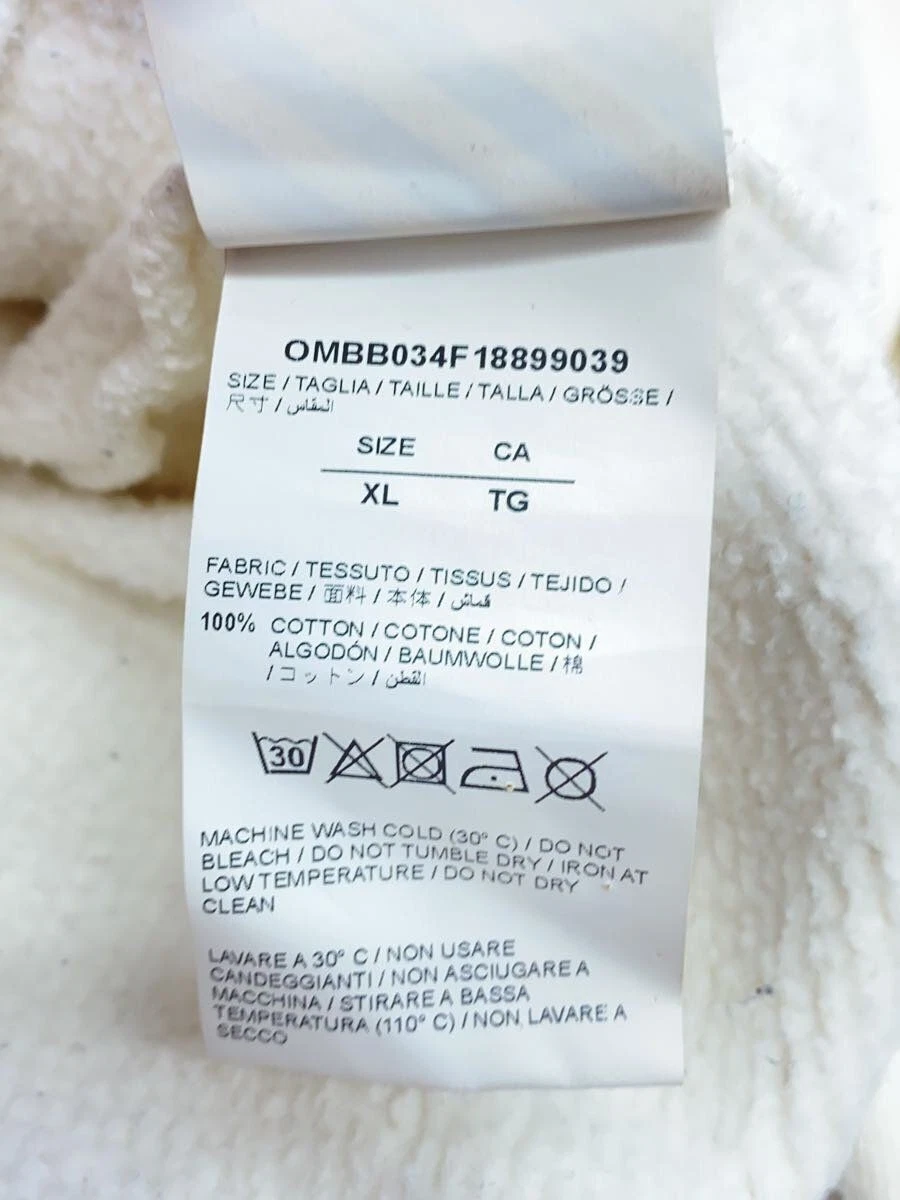 OMBB034F18899039
SIZE / TAGLIA / TAILLE / TALLA / GRÖSSE /
尺寸 / المقاس
SIZE CA
XL TG
FABRIC / TESSUTO / TISSUS / TEJIDO /
GEWEBE / 面料 / 本体 / قماش
100% COTTON / COTONE / COTON /
ALGODÓN / BAUMWOLLE / 棉
/ コットン / القطن
30
MACHINE WASH COLD (30° C) / DO NOT
BLEACH / DO NOT TUMBLE DRY / IRON AT
LOW TEMPERATURE / DO NOT DRY
CLEAN
LAVARE A 30° C / NON USARE
CANDEGGIANTI / NON ASCIUGARE A
MACCHINA / STIRARE A BASSA
TEMPERATURA (110° C) / NON LAVARE A
SECCO